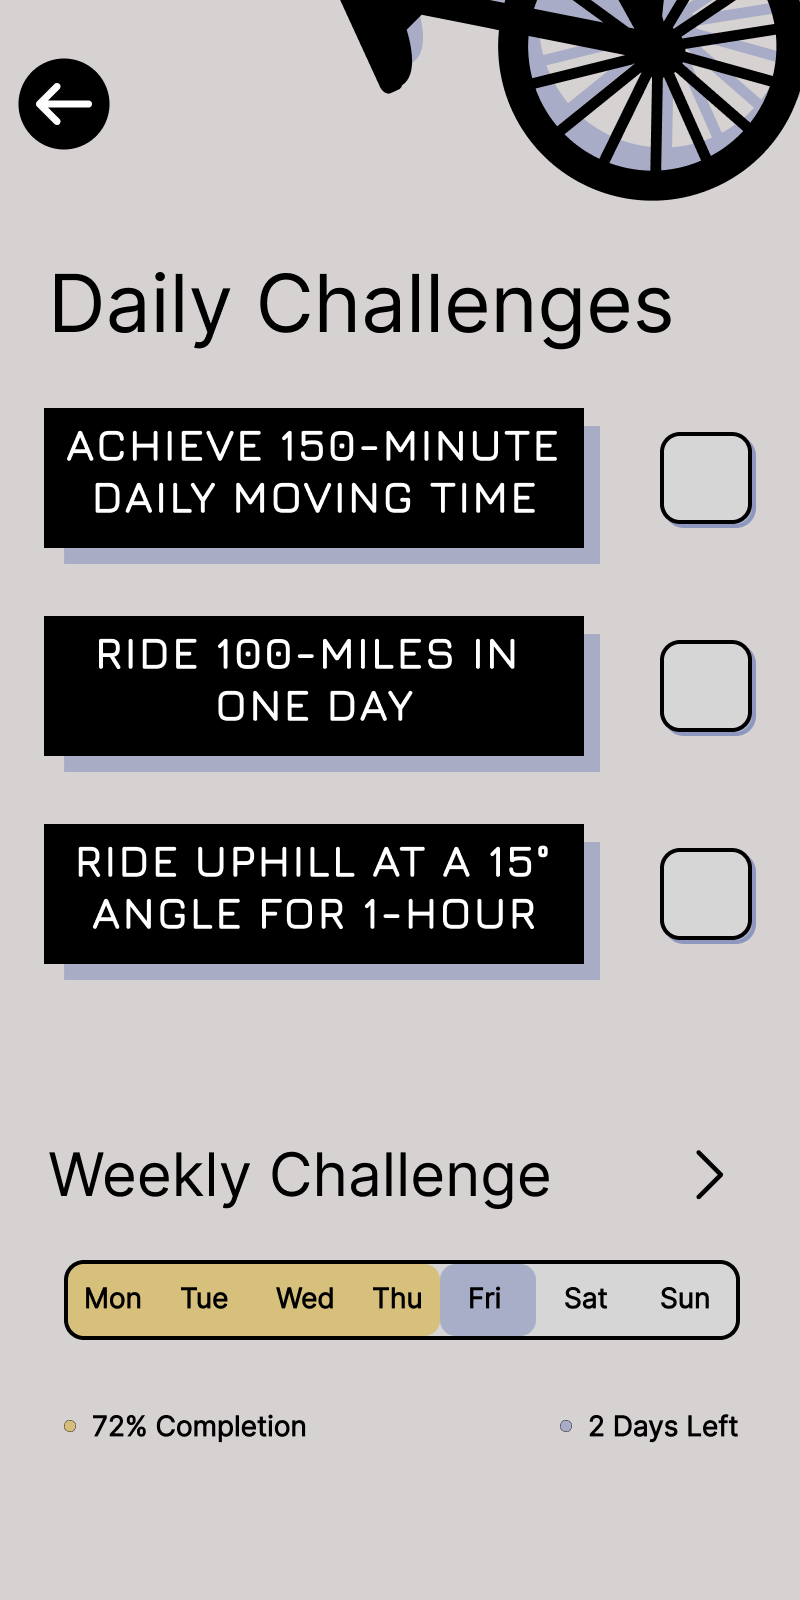 Daily Challenges
ACHIEVE 150-MINUTE
DAILY MOVING TIME
RIDE 100-MILES IN
ONE DAY
RIDE UPHILL AT A 15°
ANGLE FOR 1-HOUR
Weekly Challenge
Mon Tue Wed Thu Fri Sat Sun
72% Completion 2 Days Left